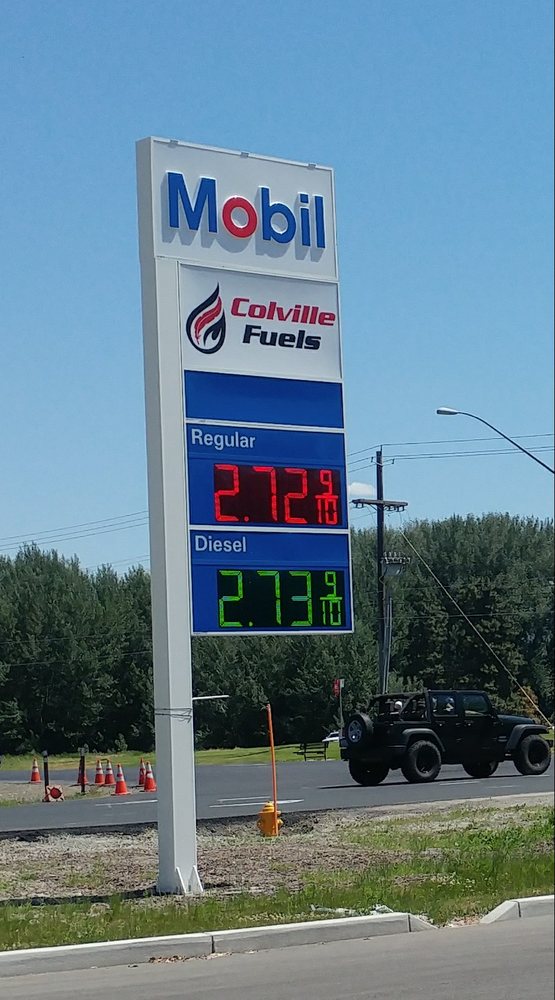 Mobil
Colville
Fuels
Regular
2.72 9/10
Diesel
2.73 9/10